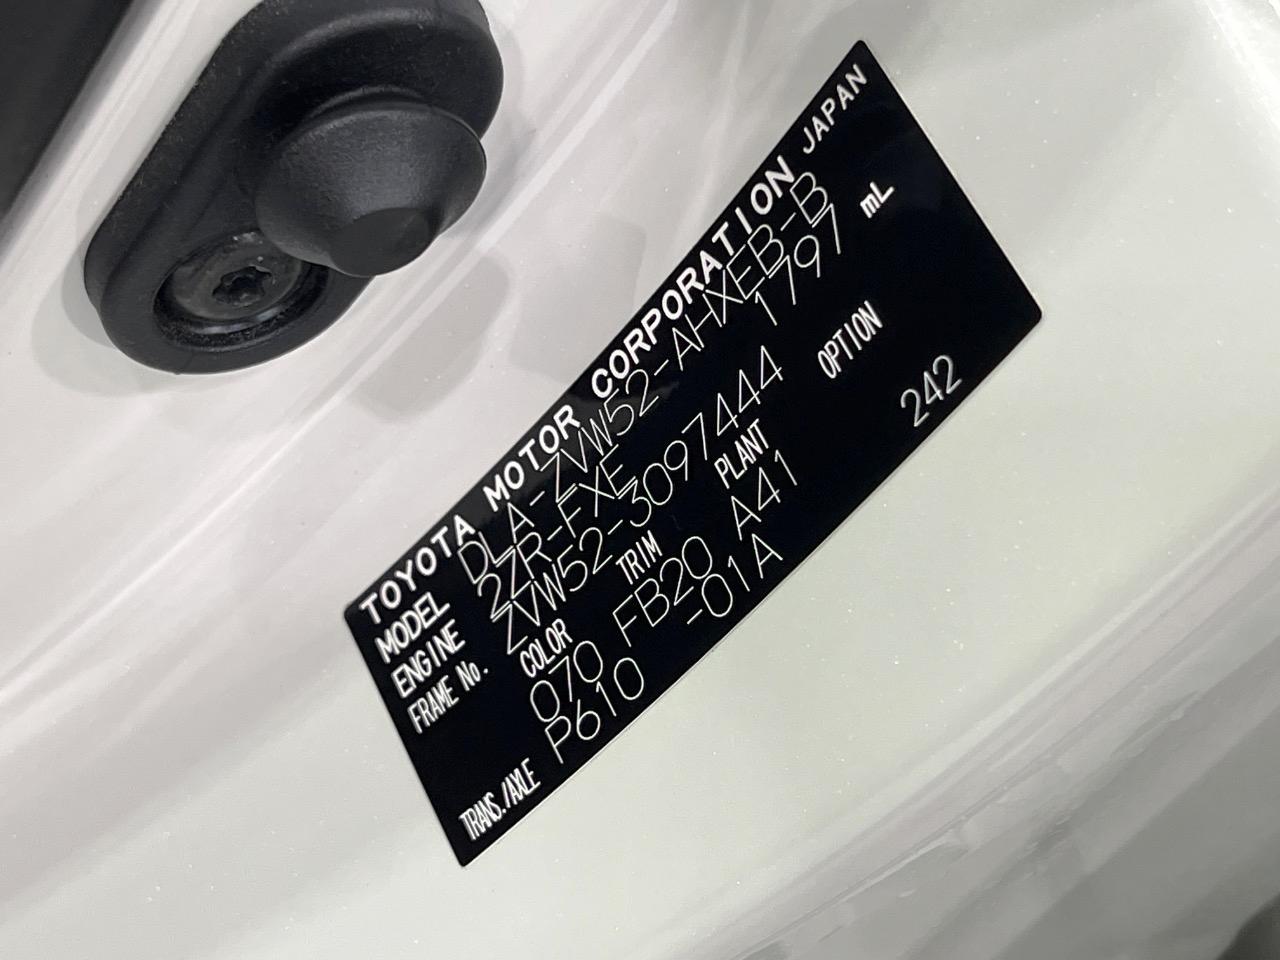 TOYOTA MOTOR CORPORATION JAPAN
MODEL DLA-ZVW52-AHXEB-B
ENGINE 2ZR-FXE 1797 mL
FRAME No. ZVW52-3097444
COLOR TRIM PLANT OPTION
070 FB20 A41 242
TRANS./AXLE P610 -01A